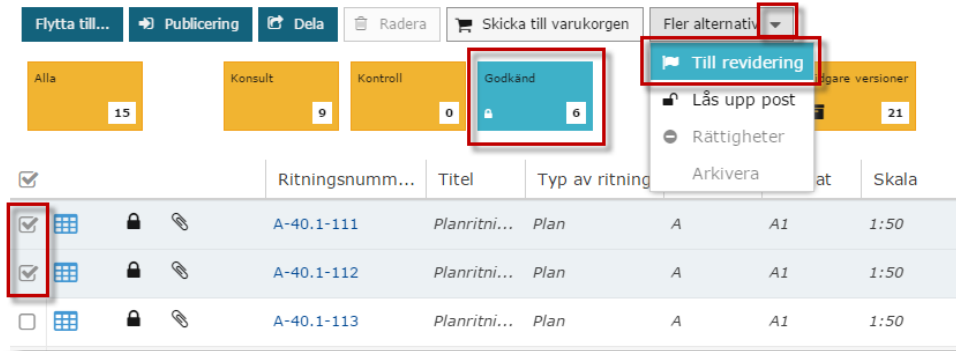 Flytta till... Publicering Dela Radera Skicka till varukorgen Fler alternativ
Till revidering
Lås upp post
Rättigheter
Arkivera
Alla Konsult Kontroll Godkänd versioner
15 9 0 6 21
Ritningsnumm... Titel Typ av ritning Skala
A-40.1-111 Planritni... Plan A A1 1:50
A-40.1-112 Planritni... Plan A A1 1:50
A-40.1-113 Planritni... Plan A A1 1:50